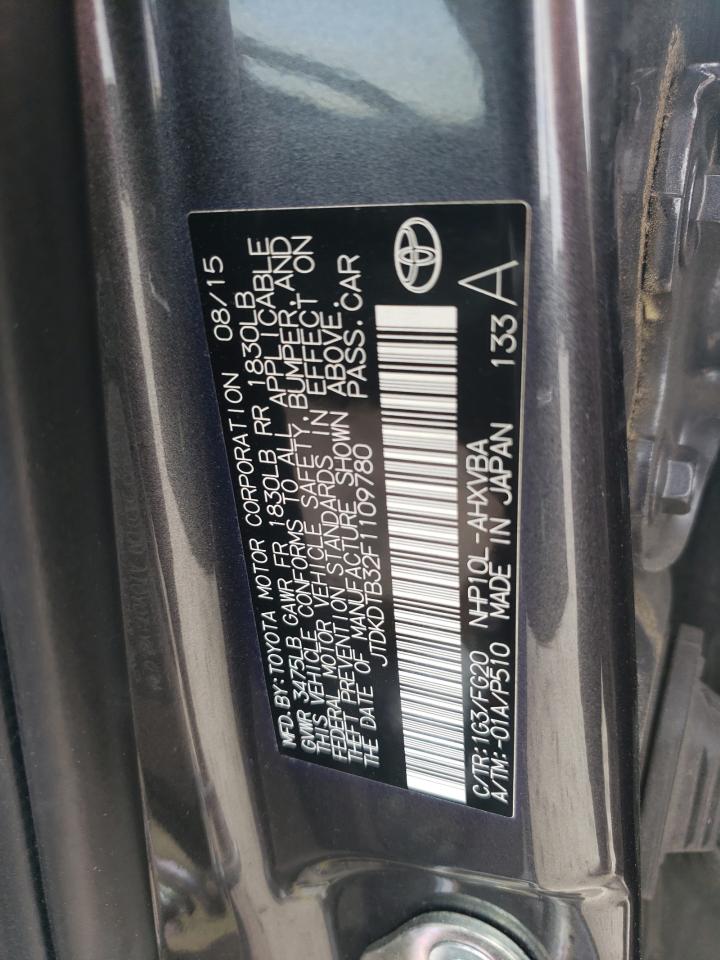 MFD. BY: TOYOTA MOTOR CORPORATION 08/15
GVWR 3475LB GAWR FR 1830LB RR 1830LB
THIS VEHICLE CONFORMS TO ALL APPLICABLE
FEDERAL MOTOR VEHICLE SAFETY, BUMPER, AND
THEFT PREVENTION STANDARDS IN EFFECT ON
THE DATE OF MANUFACTURE SHOWN ABOVE.
JTDKDTB32F1109780 PASS. CAR
C/TR: 1G3/FG20 NHP10L-AHXVBA
A/TM: -01A/P510 MADE IN JAPAN 133 A